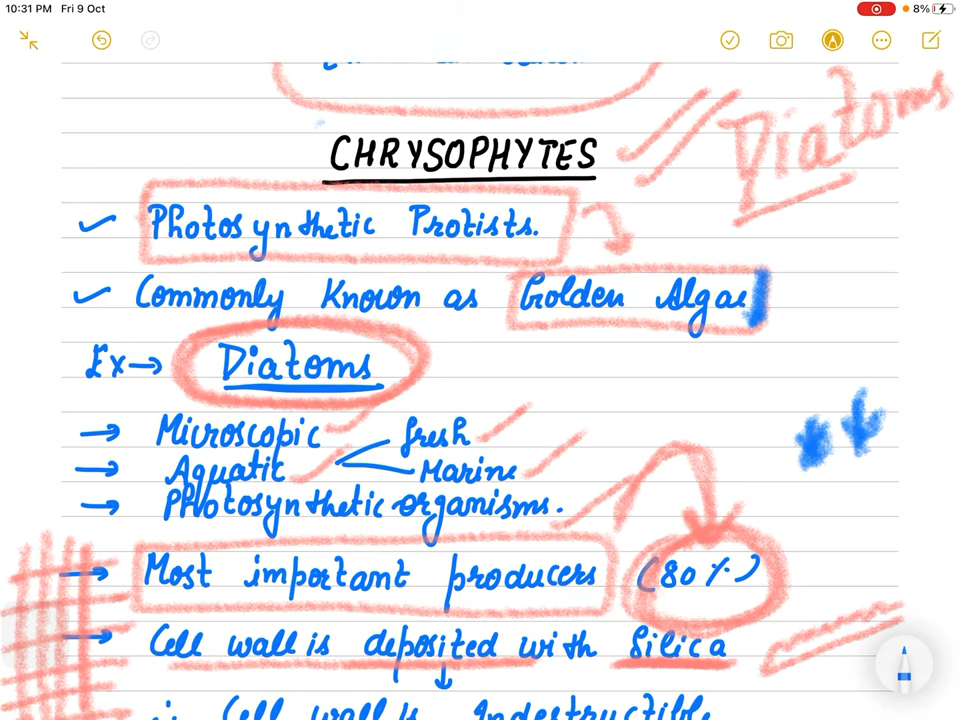 10:31 PM Fri 9 Oct 8%
CHRYSOPHYTES
Diatoms
Photosynthetic Protists.
Commonly Known as Golden Algae
Ex→ Diatoms
→ Microscopic
fresh
→ Aquatic
Marine
→ Photosynthetic organisms.
→ Most important producers (80%)
→ Cell wall is deposited with Silica
↓
∴ Cell wall is Indestructible